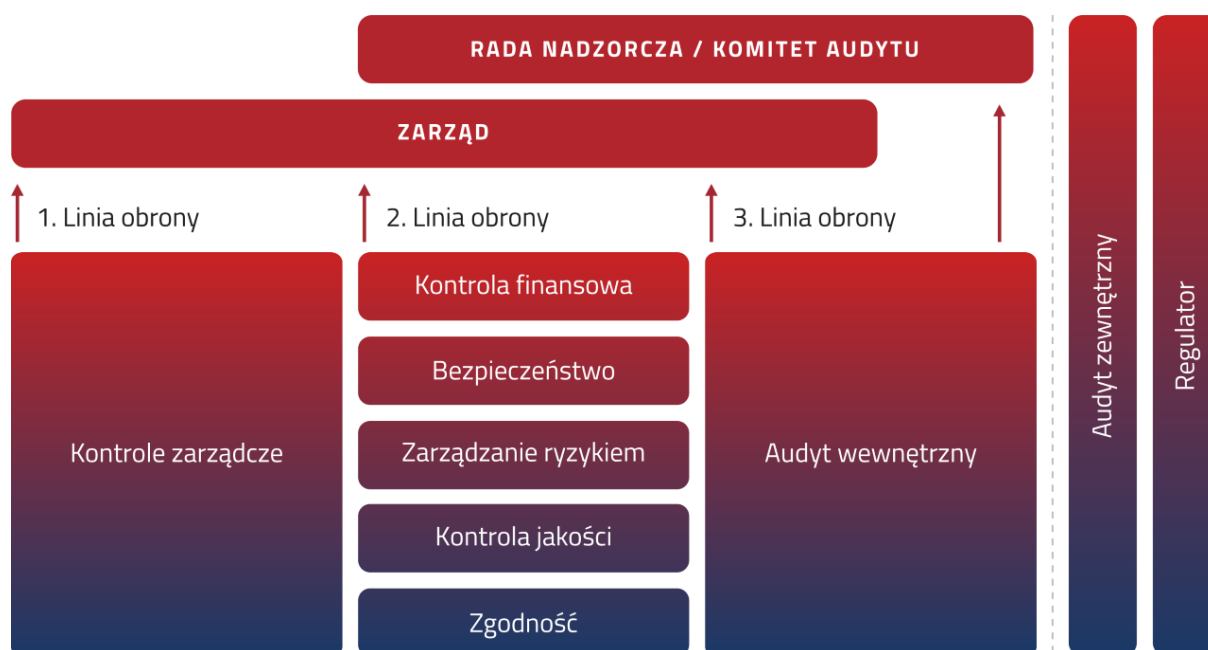 RADA NADZORCZA / KOMITET AUDYTU
ZARZĄD
1. Linia obrony
2. Linia obrony
3. Linia obrony
Kontrole zarządcze
Kontrola finansowa
Bezpieczeństwo
Zarządzanie ryzykiem
Kontrola jakości
Zgodność
Audyt wewnętrzny
Audyt zewnętrzny
Regulator